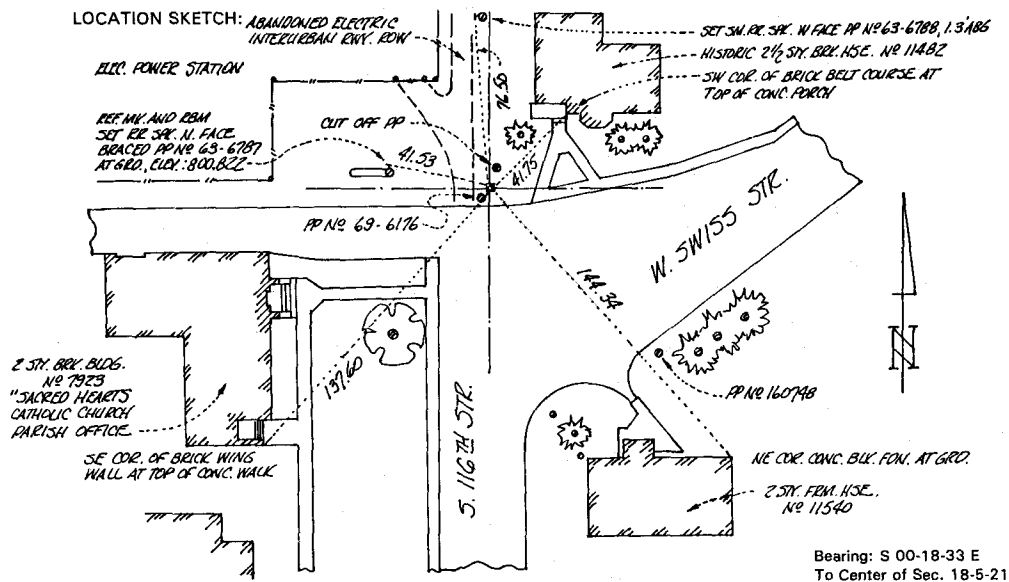 LOCATION SKETCH:
ABANDONED ELECTRIC
INTERURBAN RWY. ROW
ELEC. POWER STATION
SET SM. RR. SPK. W FACE PP Nº 63-6788, 1.3' ABG
HISTORIC 2½ STY. BRK. HSE. Nº 11482
SW COR. OF BRICK BELT COURSE AT
TOP OF CONC. PORCH
76.50
REF. MK. AND RBM
SET RR SPK. N. FACE
BRACED PP Nº 63-6787
AT GRD., ELEV.: 800.822
CUT OFF PP
41.53
41.75
PP Nº 69-6176
W. SWISS STR.
144.34
137.60
2 STY. BRK. BLDG.
Nº 7923
"SACRED HEARTS
CATHOLIC CHURCH
PARISH OFFICE
PP Nº 160748
S. 116TH STR.
SE COR. OF BRICK WING
WALL AT TOP OF CONC. WALK
NE COR. CONC. BLK. FDN. AT GRD.
2 STY. FRM. HSE.
Nº 11540
N
Bearing: S 00-18-33 E
To Center of Sec. 18-5-21